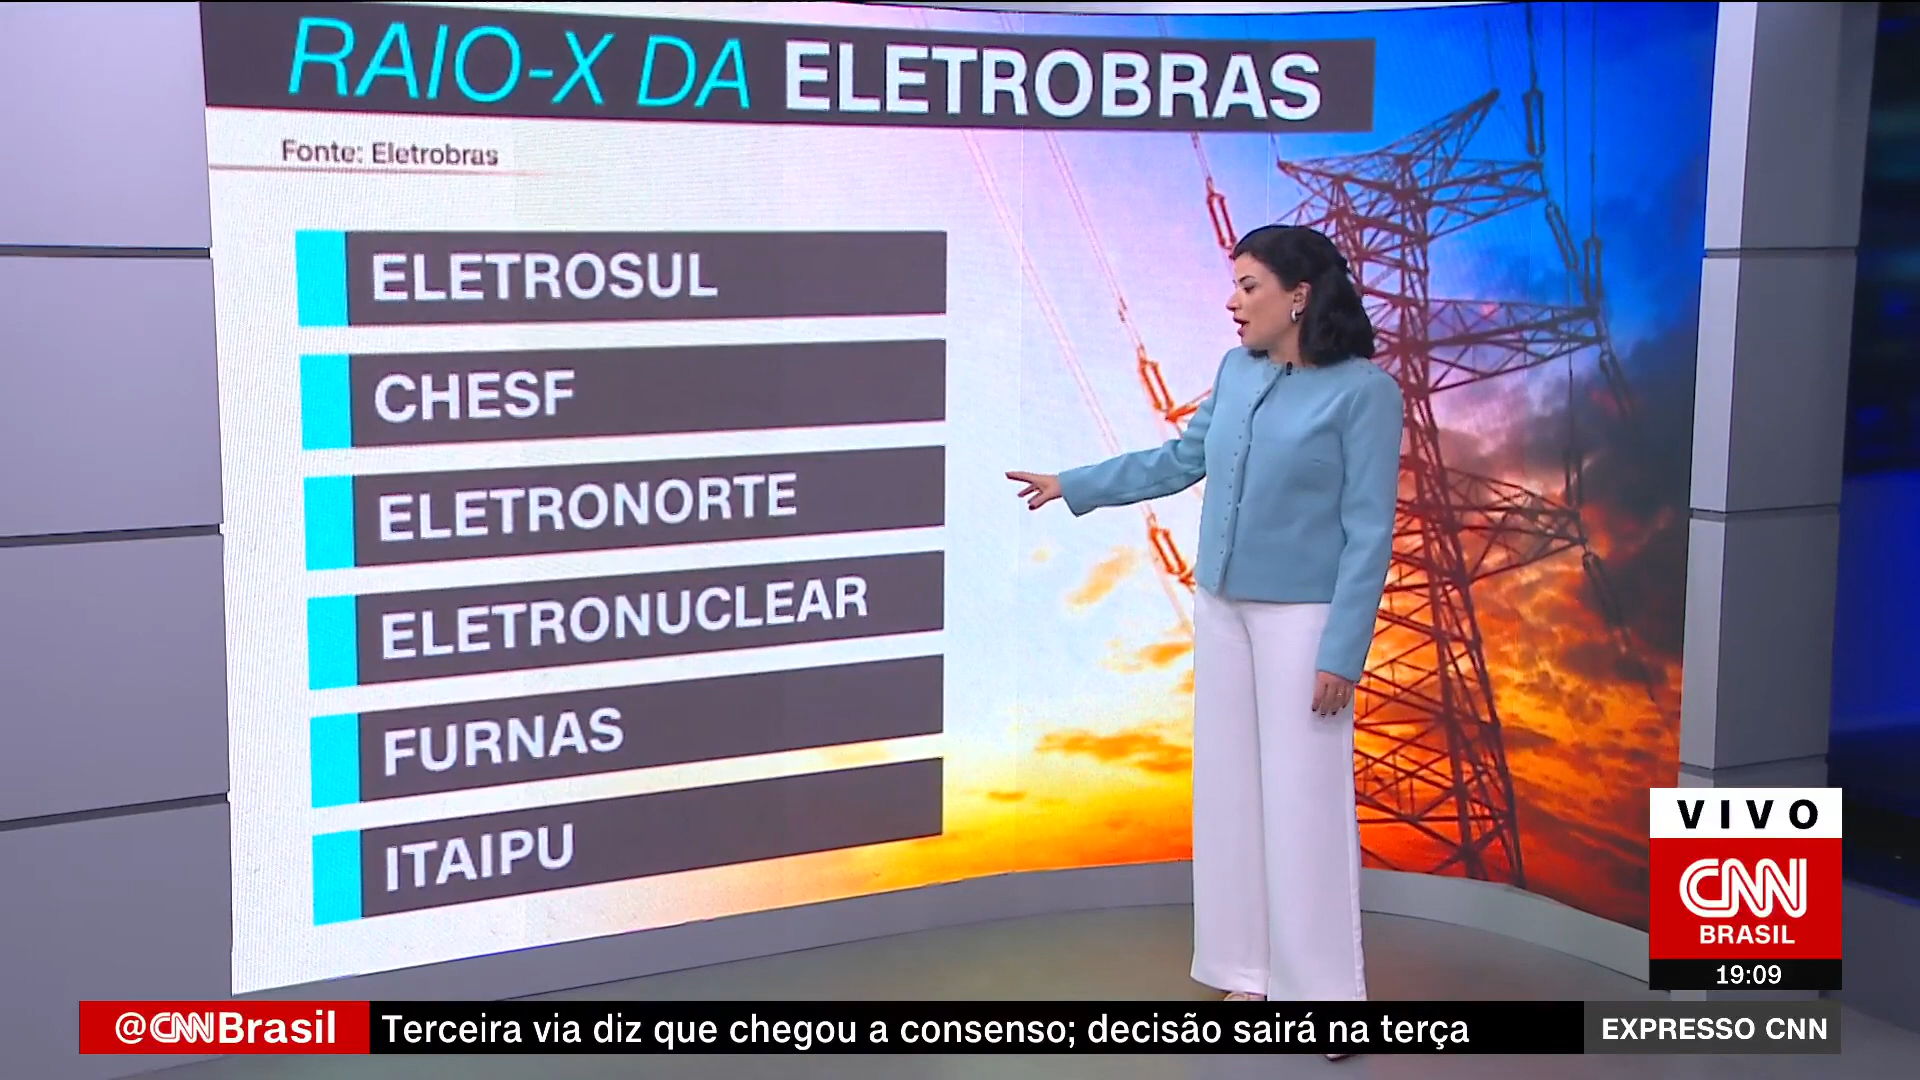 RAIO-X DA ELETROBRAS
Fonte: Eletrobras
ELETROSUL
CHESF
ELETRONORTE
ELETRONUCLEAR
FURNAS
ITAIPU
VIVO
CNN
BRASIL
19:09
@CNNBrasil
Terceira via diz que chegou a consenso; decisão sairá na terça
EXPRESSO CNN